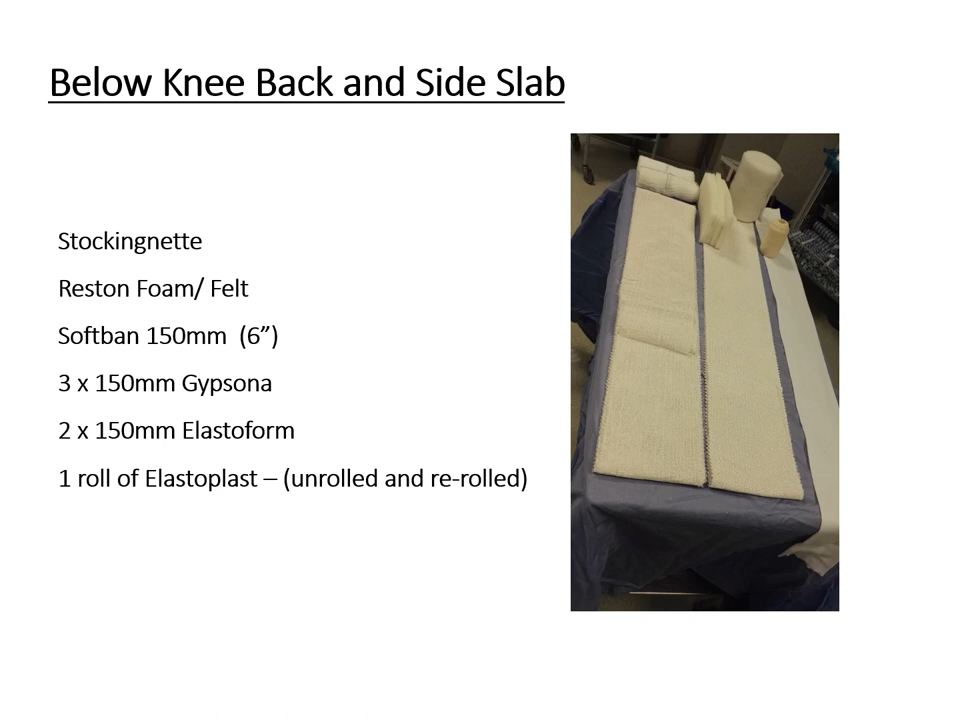 Below Knee Back and Side Slab
Stockingnette
Reston Foam/ Felt
Softban 150mm  (6”)
3 x 150mm Gypsona
2 x 150mm Elastoform
1 roll of Elastoplast – (unrolled and re-rolled)